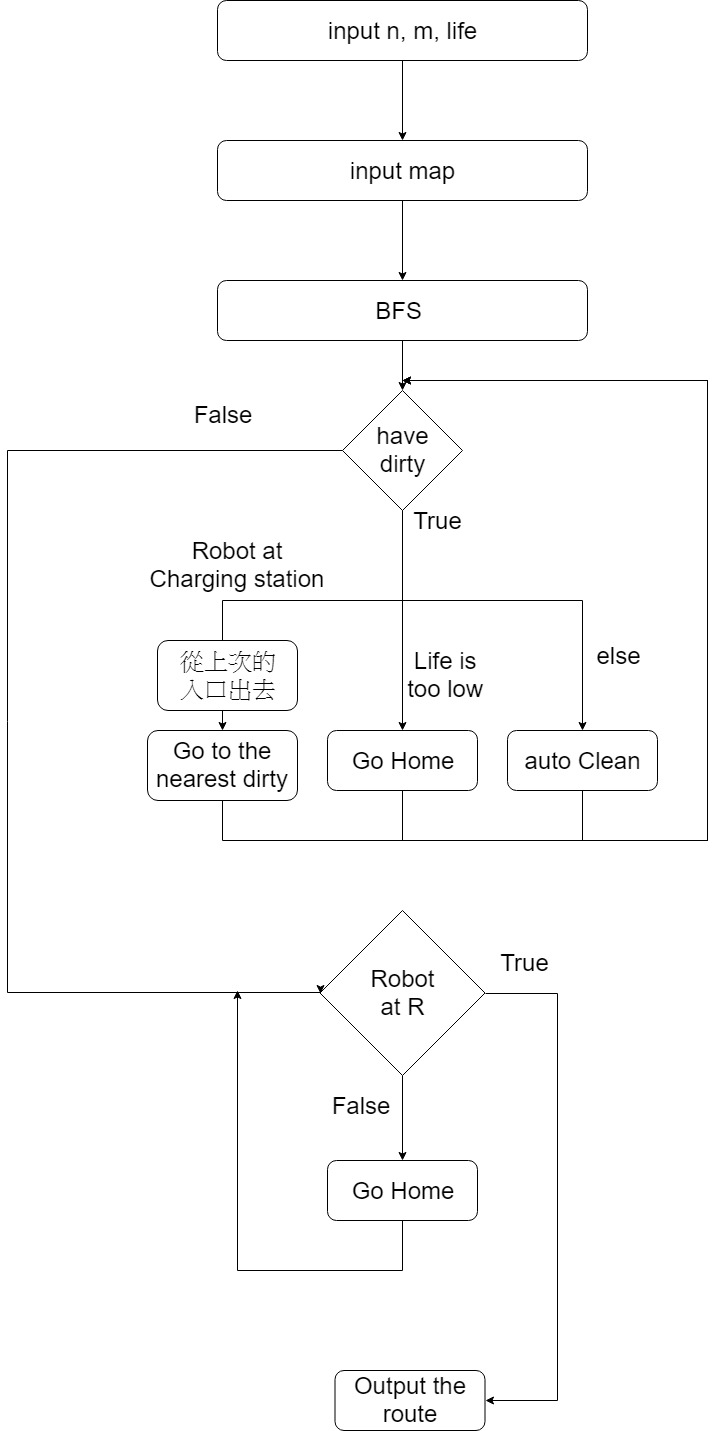 input n, m, life
input map
BFS
False
have
dirty
True
Robot at
Charging station
從上次的
入口出去
Life is
too low
else
Go to the
nearest dirty
Go Home
auto Clean
Robot
at R
True
False
Go Home
Output the
route